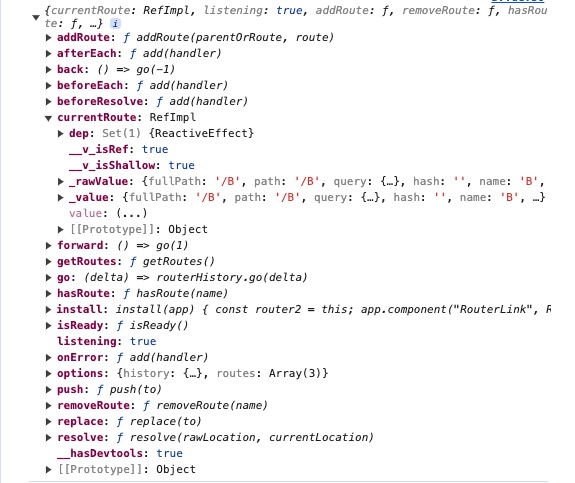 {currentRoute: RefImpl, listening: true, addRoute: ƒ, removeRoute: ƒ, hasRou
te: ƒ, …} i
addRoute: ƒ addRoute(parentOrRoute, route)
afterEach: ƒ add(handler)
back: () => go(−1)
beforeEach: ƒ add(handler)
beforeResolve: ƒ add(handler)
currentRoute: RefImpl
dep: Set(1) {ReactiveEffect}
__v_isRef: true
__v_isShallow: true
_rawValue: {fullPath: '/B', path: '/B', query: {…}, hash: '', name: 'B',
_value: {fullPath: '/B', path: '/B', query: {…}, hash: '', name: 'B', …}
value: (...)
[[Prototype]]: Object
forward: () => go(1)
getRoutes: ƒ getRoutes()
go: (delta) => routerHistory.go(delta)
hasRoute: ƒ hasRoute(name)
install: install(app) { const router2 = this; app.component("RouterLink", R
isReady: ƒ isReady()
listening: true
onError: ƒ add(handler)
options: {history: {…}, routes: Array(3)}
push: ƒ push(to)
removeRoute: ƒ removeRoute(name)
replace: ƒ replace(to)
resolve: ƒ resolve(rawLocation, currentLocation)
__hasDevtools: true
[[Prototype]]: Object